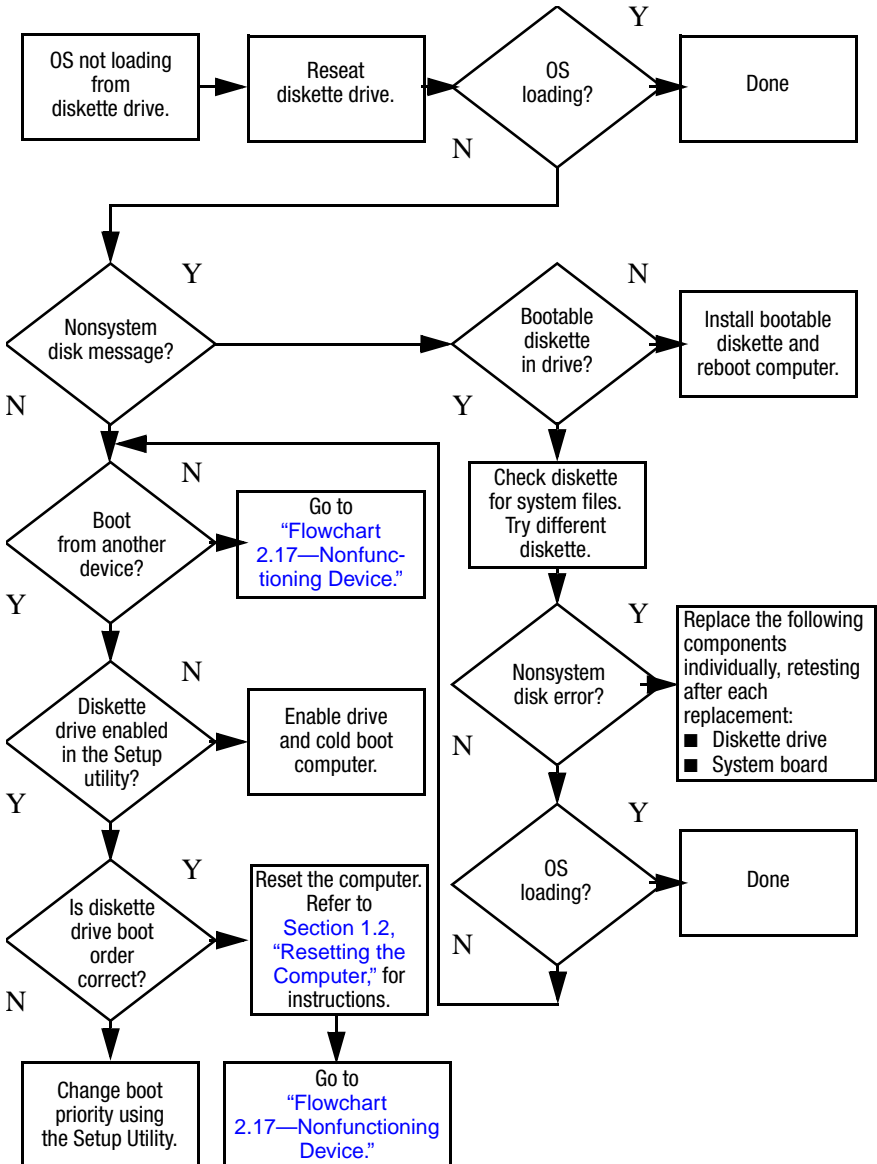 OS not loading
from
diskette drive.
Reseat
diskette drive.
OS
loading?
Y
Done
N
Nonsystem
disk message?
Y
Bootable
diskette
in drive?
N
Install bootable
diskette and
reboot computer.
N
Y
Boot
from another
device?
N
Go to
“Flowchart
2.17—Nonfunc-
tioning Device.”
Check diskette
for system files.
Try different
diskette.
Y
Diskette
drive enabled
in the Setup
utility?
N
Enable drive
and cold boot
computer.
Nonsystem
disk error?
Y
Replace the following
components
individually, retesting
after each
replacement:
■ Diskette drive
■ System board
N
Y
Is diskette
drive boot
order
correct?
Y
Reset the computer.
Refer to
Section 1.2,
“Resetting the
Computer,” for
instructions.
OS
loading?
Y
Done
N
N
Change boot
priority using
the Setup Utility.
Go to
“Flowchart
2.17—Nonfunctioning
Device.”